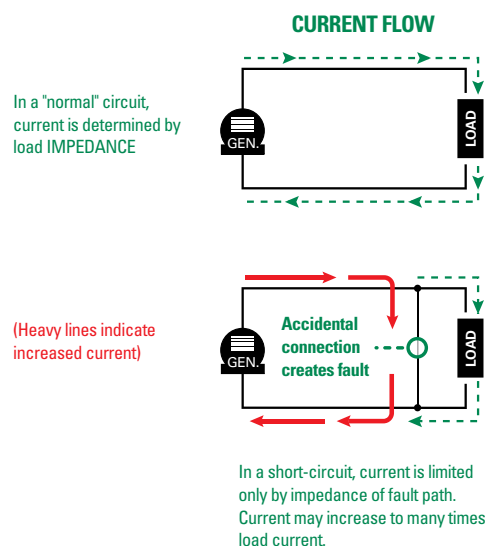 CURRENT FLOW
In a "normal" circuit,
current is determined by
load IMPEDANCE
GEN.
LOAD
(Heavy lines indicate
increased current)
GEN.
Accidental
connection
creates fault
LOAD
In a short-circuit, current is limited
only by impedance of fault path.
Current may increase to many times
load current.